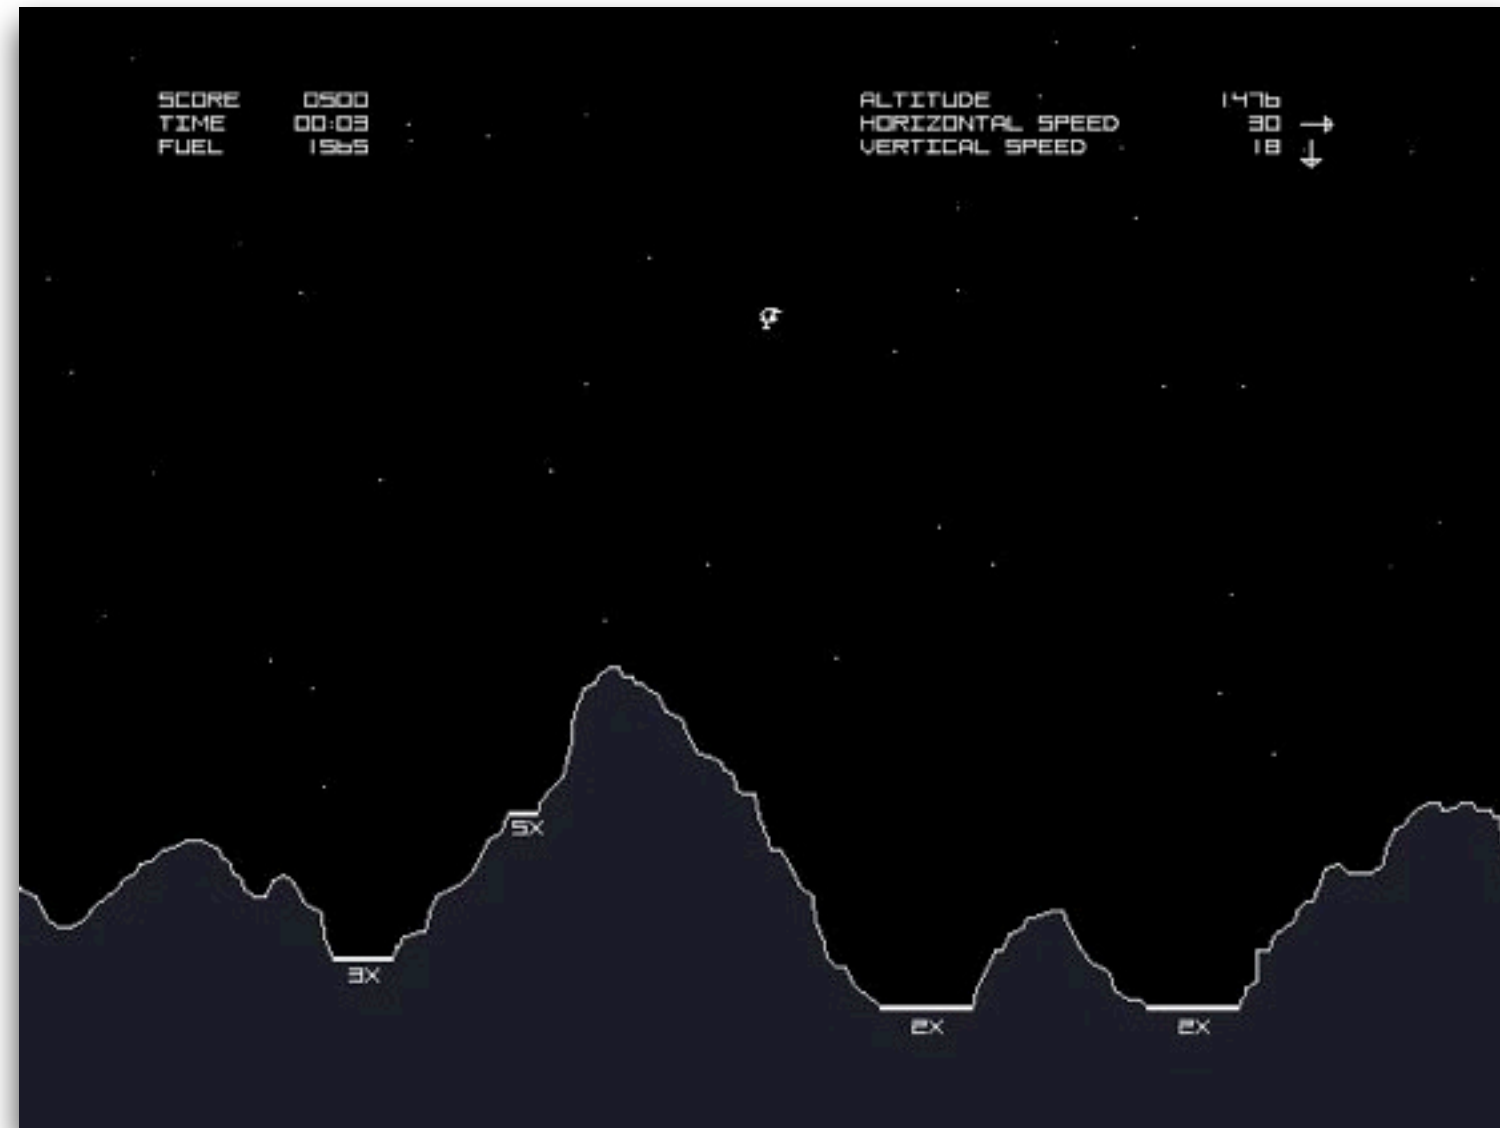 SCORE 0500
TIME 00:03
FUEL 1565
ALTITUDE 1476
HORIZONTAL SPEED 30 →
VERTICAL SPEED 18 ↓
5X
3X
2X
2X